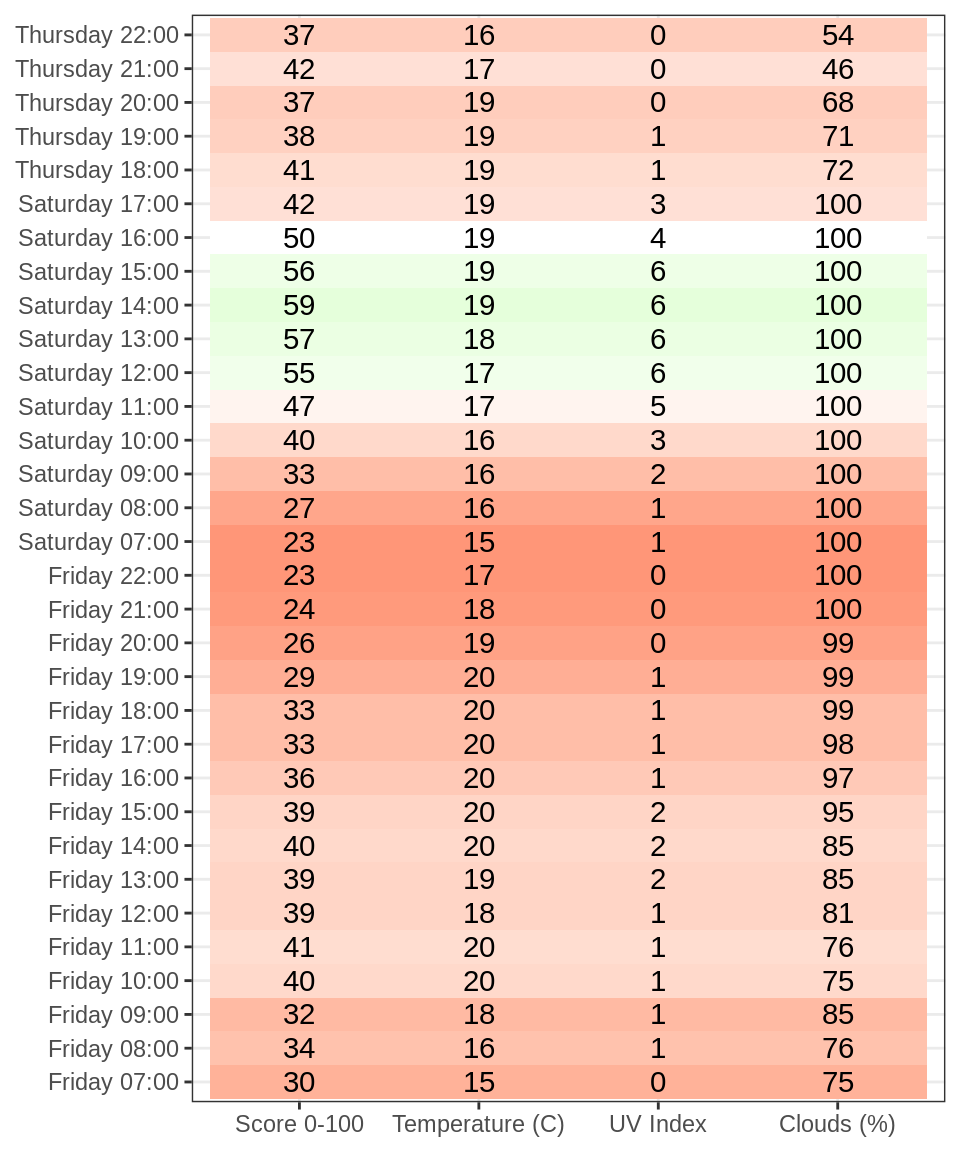 Thursday 22:00 37 16 0 54
Thursday 21:00 42 17 0 46
Thursday 20:00 37 19 0 68
Thursday 19:00 38 19 1 71
Thursday 18:00 41 19 1 72
Saturday 17:00 42 19 3 100
Saturday 16:00 50 19 4 100
Saturday 15:00 56 19 6 100
Saturday 14:00 59 19 6 100
Saturday 13:00 57 18 6 100
Saturday 12:00 55 17 6 100
Saturday 11:00 47 17 5 100
Saturday 10:00 40 16 3 100
Saturday 09:00 33 16 2 100
Saturday 08:00 27 16 1 100
Saturday 07:00 23 15 1 100
Friday 22:00 23 17 0 100
Friday 21:00 24 18 0 100
Friday 20:00 26 19 0 99
Friday 19:00 29 20 1 99
Friday 18:00 33 20 1 99
Friday 17:00 33 20 1 98
Friday 16:00 36 20 1 97
Friday 15:00 39 20 2 95
Friday 14:00 40 20 2 85
Friday 13:00 39 19 2 85
Friday 12:00 39 18 1 81
Friday 11:00 41 20 1 76
Friday 10:00 40 20 1 75
Friday 09:00 32 18 1 85
Friday 08:00 34 16 1 76
Friday 07:00 30 15 0 75
Score 0-100 Temperature (C) UV Index Clouds (%)